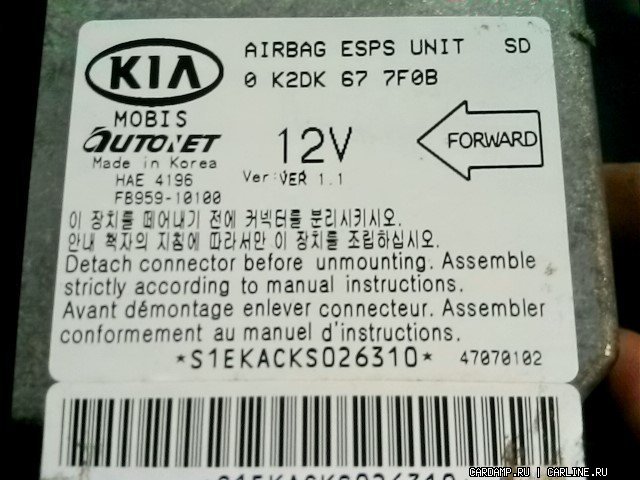 KIA AIRBAG ESPS UNIT SD
0 K2DK 67 7F0B
MOBIS
AUTONET
12V
FORWARD
Made in Korea
HAE 4196
Ver: VER 1.1
FB959-10100
이 장치를 떼어내기 전에 커넥터를 분리시키시오.
안내 책자의 지침에 따라서만 이 장치를 조립하십시오.
Detach connector before unmounting. Assemble
strictly according to manual instructions.
Avant démontage enlever connecteur. Assembler
conformement au manuel d'instructions.
*S1EKACKS026310* 47070102
S1EKACKS026310
CARDAMP.RU | CARLINE.RU